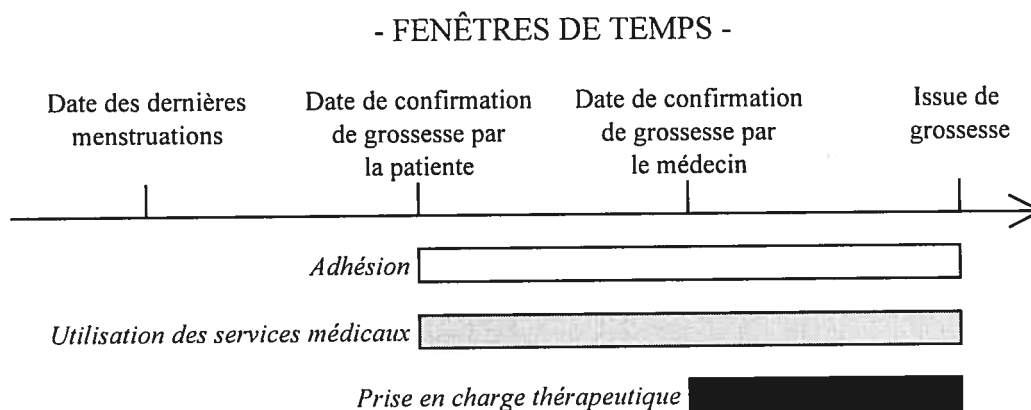 - FENÊTRES DE TEMPS -
Date des dernières
menstruations
Date de confirmation
de grossesse par
la patiente
Date de confirmation
de grossesse par
le médecin
Issue de
grossesse
Adhésion
Utilisation des services médicaux
Prise en charge thérapeutique